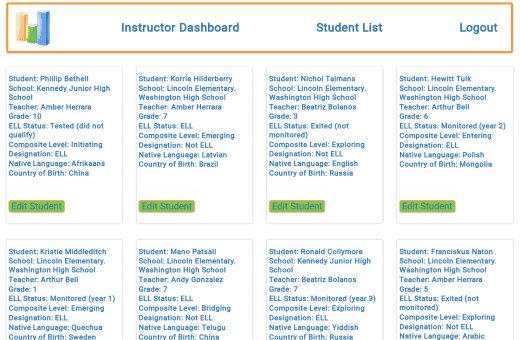 Instructor Dashboard Student List Logout
Student: Phillip Bethell
School: Kennedy Junior High
School
Teacher: Amber Herrara
Grade: 10
ELL Status: Tested (did not
qualify)
Composite Level: Initiating
Designation: ELL
Native Language: Afrikaans
Country of Birth: China
Edit Student
Student: Korrie Hilderberry
School: Lincoln Elementary.
Washington High School
Teacher: Amber Herrara
Grade: 7
ELL Status: ELL
Composite Level: Emerging
Designation: Not ELL
Native Language: Latvian
Country of Birth: Brazil
Edit Student
Student: Nichol Talmana
School: Lincoln Elementary.
Washington High School
Teacher: Beatriz Bolanos
Grade: 3
ELL Status: Exited (not
monitored)
Composite Level: Exploring
Designation: Not ELL
Native Language: English
Country of Birth: Russia
Edit Student
Student: Hewitt Tulk
School: Lincoln Elementary.
Washington High School
Teacher: Arthur Bell
Grade: 6
ELL Status: Monitored (year 2)
Composite Level: Entering
Designation: ELL
Native Language: Polish
Country of Birth: Mongolia
Edit Student
Student: Kristie Middleditch
School: Lincoln Elementary.
Washington High School
Teacher: Arthur Bell
Grade: 1
ELL Status: Monitored (year 1)
Composite Level: Emerging
Designation: ELL
Native Language: Quechua
Country of Birth: Sweden
Student: Mano Patsall
School: Lincoln Elementary.
Washington High School
Teacher: Andy Gonzalez
Grade: 7
ELL Status: ELL
Composite Level: Bridging
Designation: Not ELL
Native Language: Telugu
Country of Birth: China
Student: Ronald Collymore
School: Kennedy Junior High
School
Teacher: Beatriz Bolanos
Grade: 7
ELL Status: Monitored (year 3)
Composite Level: Exploring
Designation: ELL
Native Language: Yiddish
Country of Birth: Russia
Student: Franciskus Naton
School: Lincoln Elementary.
Washington High School
Teacher: Amber Herrara
Grade: 5
ELL Status: Exited (not
monitored)
Composite Level: Exploring
Designation: Not ELL
Native Language: Arabic